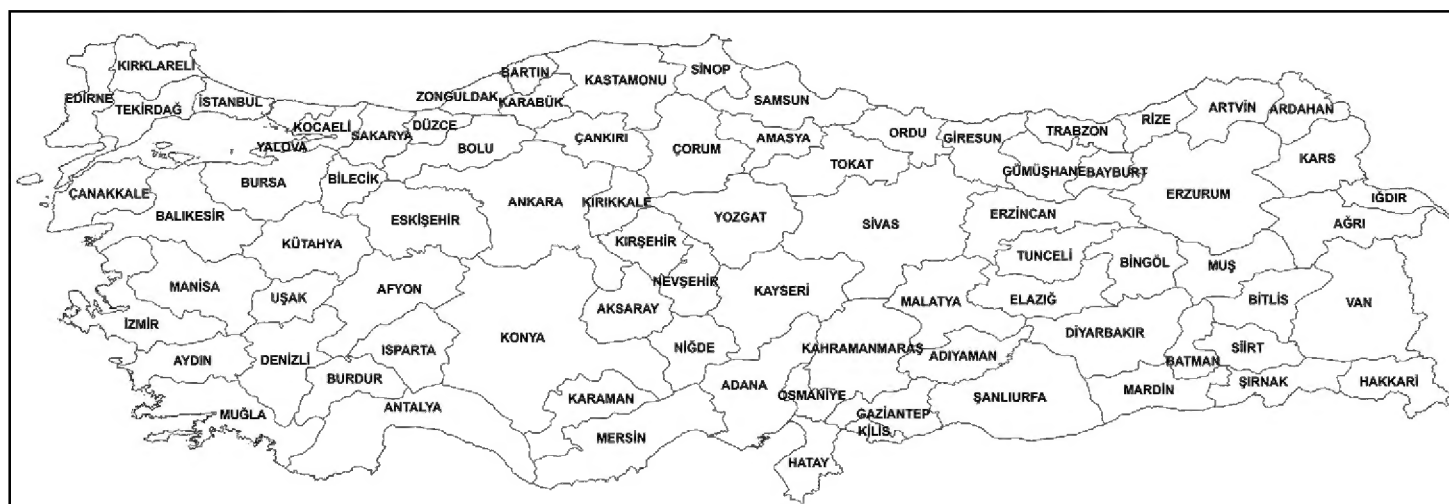 KIRKLARELİ
EDİRNE
TEKİRDAĞ
İSTANBUL
KOCAELİ
YALOVA
SAKARYA
ZONGULDAK
BARTIN
KARABÜK
DÜZCE
BOLU
KASTAMONU
SİNOP
SAMSUN
ÇANKIRI
ÇORUM
AMASYA
TOKAT
ORDU
GİRESUN
TRABZON
RİZE
ARTVİN
ARDAHAN
GÜMÜŞHANE
BAYBURT
KARS
IĞDIR
ERZURUM
AĞRI
ÇANAKKALE
BALIKESİR
BURSA
BİLECİK
ESKİŞEHİR
ANKARA
KIRIKKALE
YOZGAT
SİVAS
ERZİNCAN
KÜTAHYA
KIRŞEHİR
TUNCELİ
BİNGÖL
MUŞ
MANİSA
UŞAK
AFYON
NEVŞEHİR
AKSARAY
KAYSERİ
MALATYA
ELAZIĞ
BİTLİS
VAN
İZMİR
AYDIN
DENİZLİ
ISPARTA
KONYA
NİĞDE
KAHRAMANMARAŞ
ADIYAMAN
DİYARBAKIR
BATMAN
SİİRT
BURDUR
MUĞLA
ANTALYA
KARAMAN
MERSİN
ADANA
OSMANİYE
GAZİANTEP
KİLİS
ŞANLIURFA
MARDİN
ŞIRNAK
HAKKARİ
HATAY